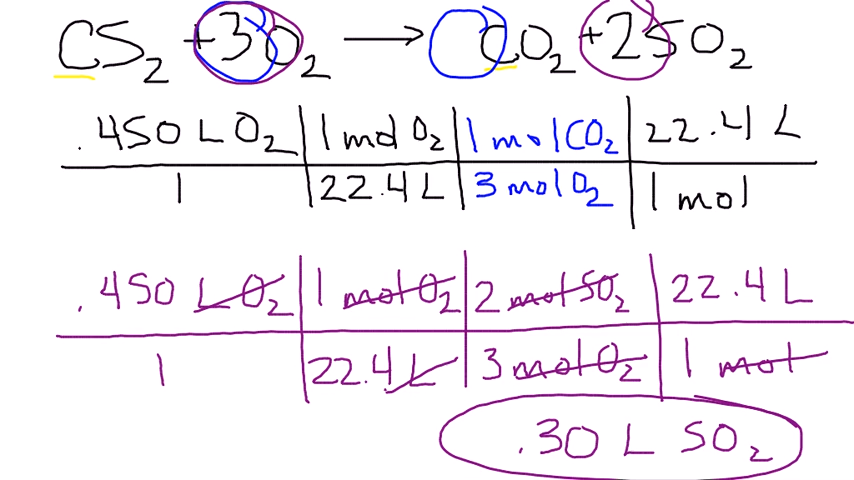 CS₂ + 3O₂ → CO₂ + 2SO₂
.450 L O₂ | 1 mol O₂ | 1 mol CO₂ | 22.4 L
1 | 22.4 L | 3 mol O₂ | 1 mol
.450 L O₂ | 1 mol O₂ | 2 mol SO₂ | 22.4 L
1 | 22.4 L | 3 mol O₂ | 1 mol
.30 L SO₂